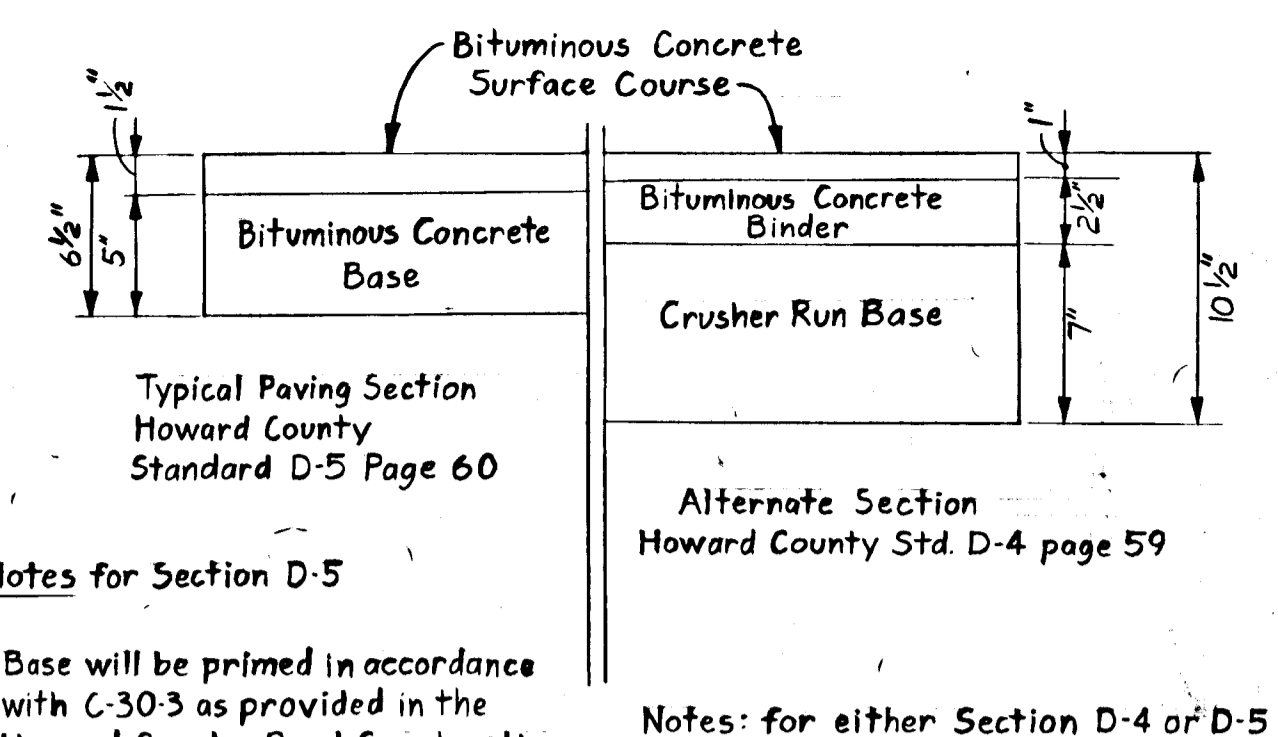 Bituminous Concrete
Surface Course
1½"
6½"
5"
Bituminous Concrete
Base
1"
Bituminous Concrete
Binder
2½"
Crusher Run Base
7"
10½"
Typical Paving Section
Howard County
Standard D-5 Page 60
Alternate Section
Howard County Std. D-4 page 59
Notes for Section D-5
Base will be primed in accordance
with C-30-3 as provided in the
Notes: for either Section D-4 or D-5